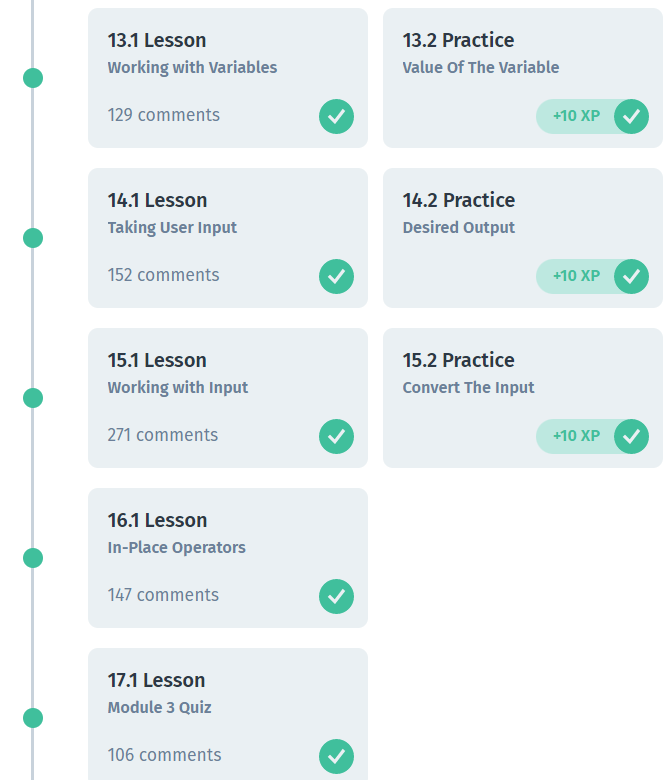 13.1 Lesson
Working with Variables
129 comments
13.2 Practice
Value Of The Variable
+10 XP
14.1 Lesson
Taking User Input
152 comments
14.2 Practice
Desired Output
+10 XP
15.1 Lesson
Working with Input
271 comments
15.2 Practice
Convert The Input
+10 XP
16.1 Lesson
In-Place Operators
147 comments
17.1 Lesson
Module 3 Quiz
106 comments